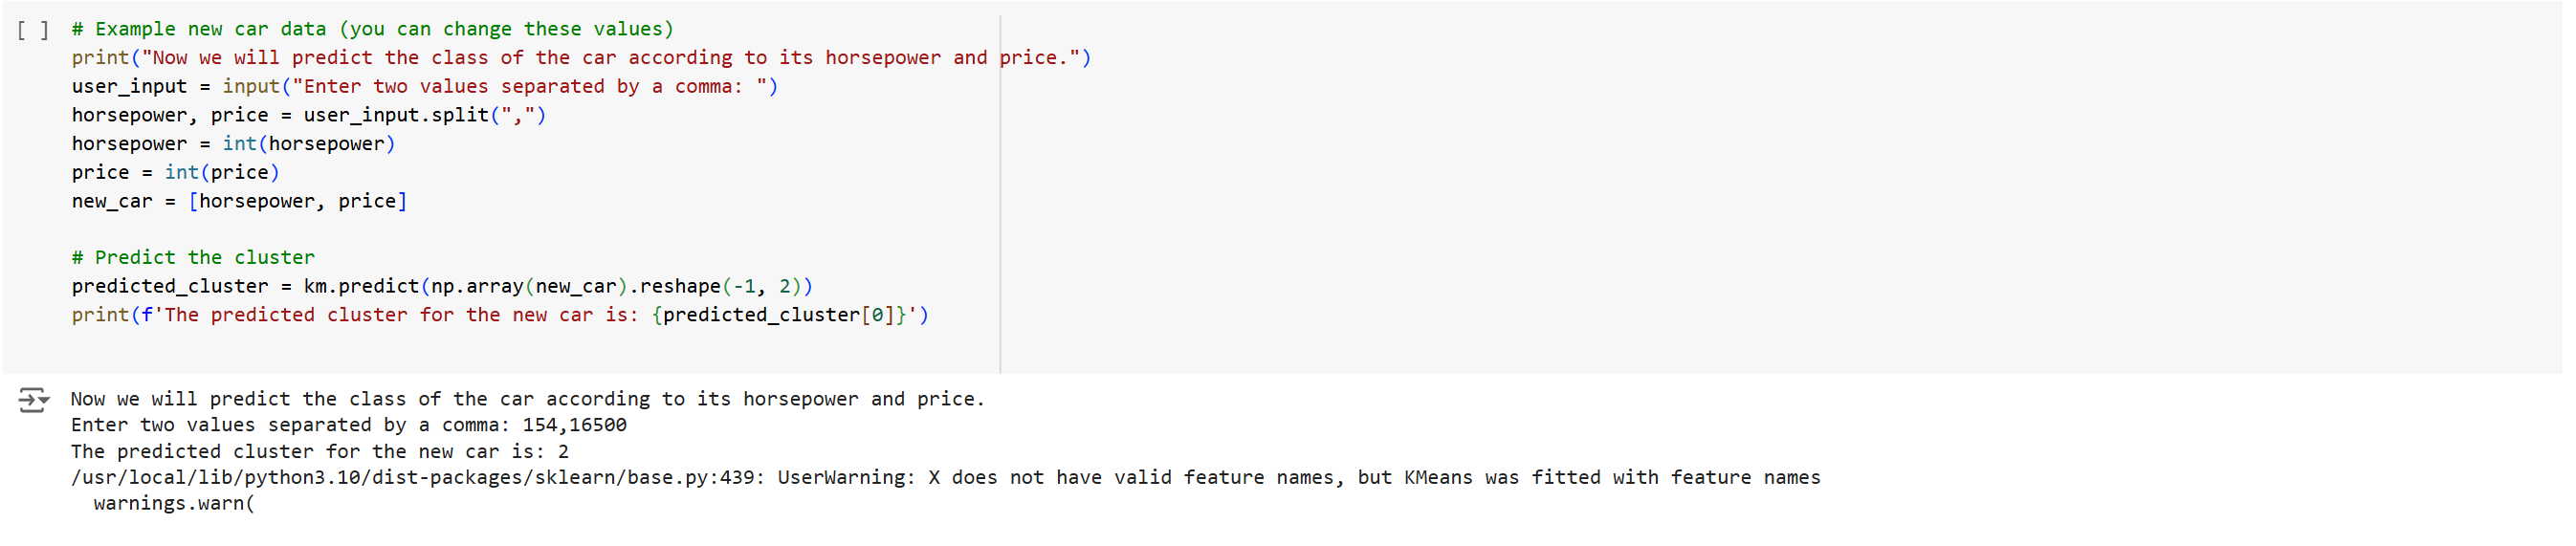 [ ] # Example new car data (you can change these values)
print("Now we will predict the class of the car according to its horsepower and price.")
user_input = input("Enter two values separated by a comma: ")
horsepower, price = user_input.split(",")
horsepower = int(horsepower)
price = int(price)
new_car = [horsepower, price]
# Predict the cluster
predicted_cluster = km.predict(np.array(new_car).reshape(-1, 2))
print(f'The predicted cluster for the new car is: {predicted_cluster[0]}')
Now we will predict the class of the car according to its horsepower and price.
Enter two values separated by a comma: 154,16500
The predicted cluster for the new car is: 2
/usr/local/lib/python3.10/dist-packages/sklearn/base.py:439: UserWarning: X does not have valid feature names, but KMeans was fitted with feature names
warnings.warn(